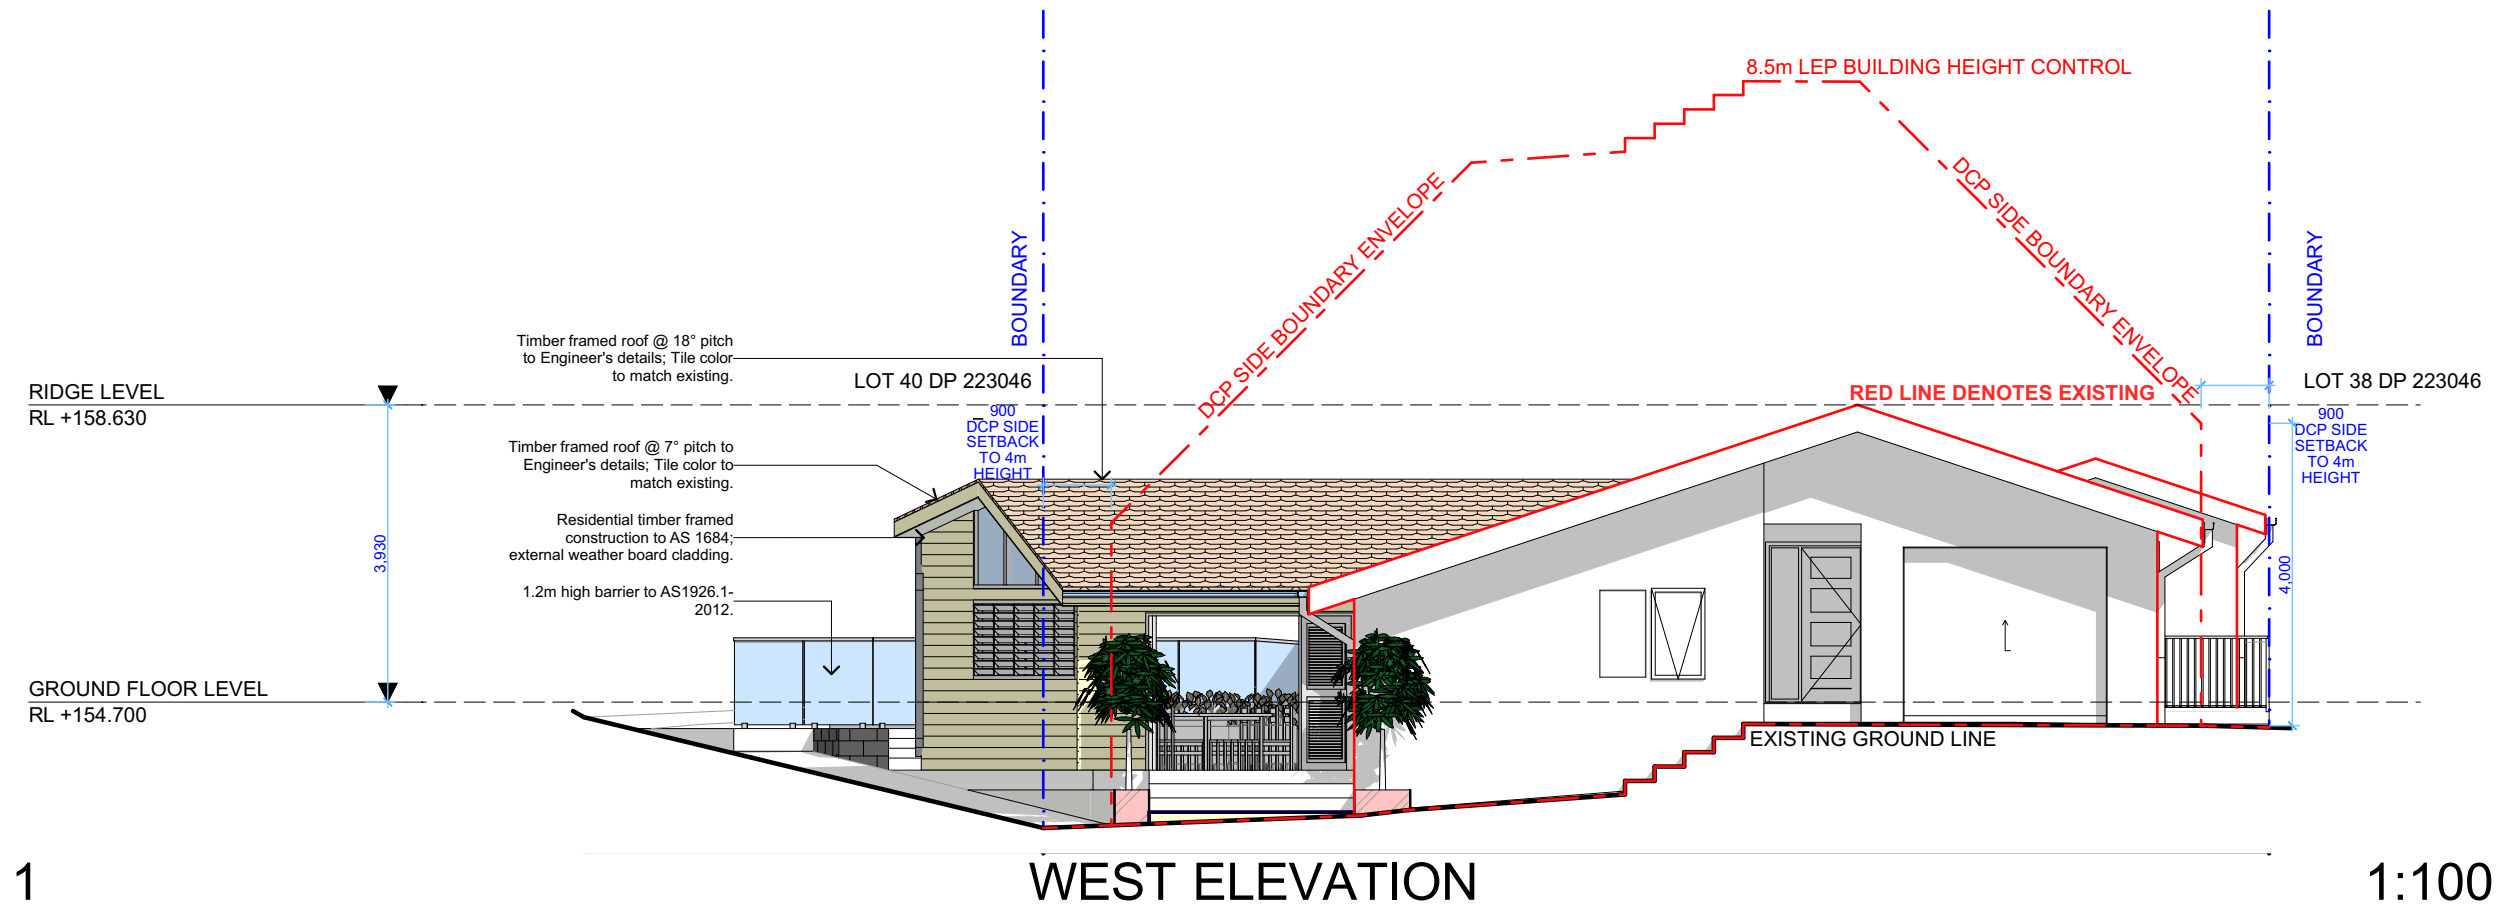 8.5m LEP BUILDING HEIGHT CONTROL
DCP SIDE BOUNDARY ENVELOPE
DCP SIDE BOUNDARY ENVELOPE
BOUNDARY
BOUNDARY
Timber framed roof @ 18° pitch
to Engineer's details; Tile color
to match existing.
LOT 40 DP 223046
LOT 38 DP 223046
RIDGE LEVEL
RL +158.630
RED LINE DENOTES EXISTING
900
DCP SIDE
SETBACK
TO 4m
HEIGHT
900
DCP SIDE
SETBACK
TO 4m
HEIGHT
Timber framed roof @ 7° pitch to
Engineer's details; Tile color to
match existing.
Residential timber framed
construction to AS 1684;
external weather board cladding.
3,930
4,000
1.2m high barrier to AS1926.1-
2012.
GROUND FLOOR LEVEL
RL +154.700
EXISTING GROUND LINE
1
WEST ELEVATION
1:100